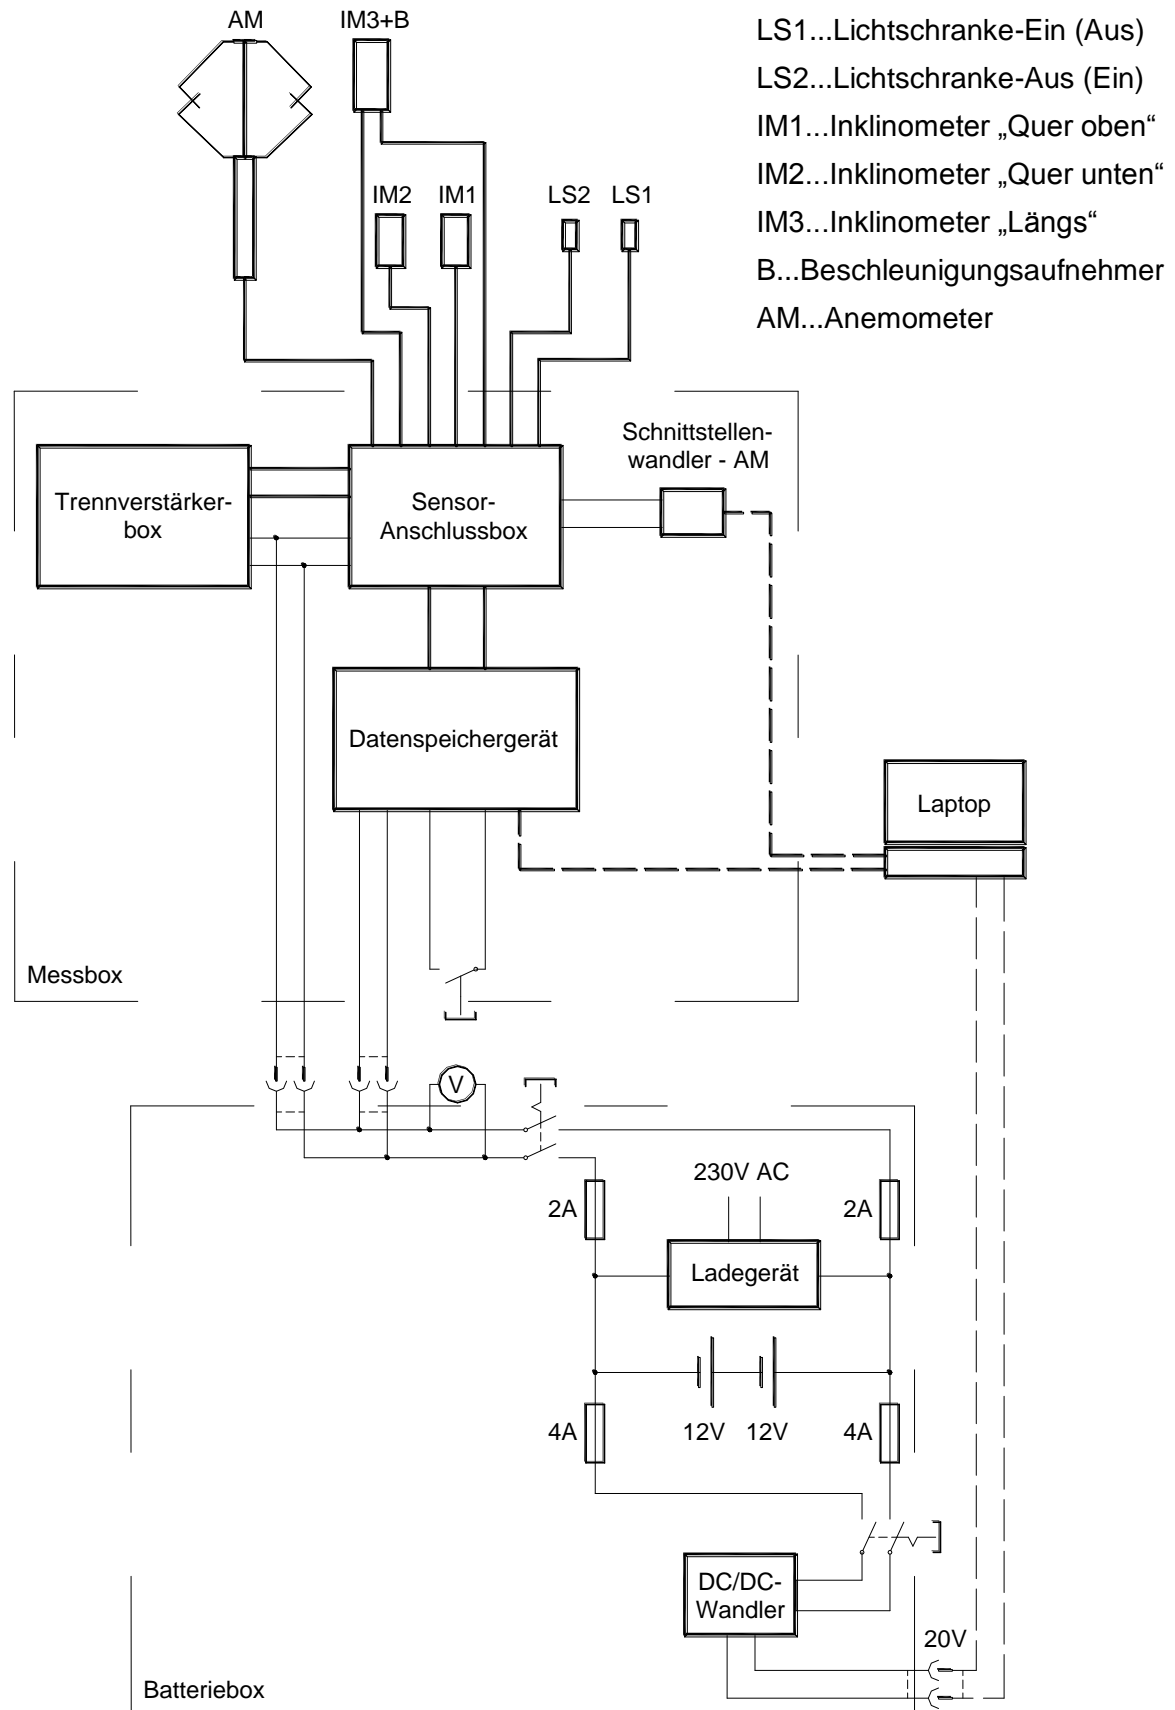 AM
IM3+B
LS1...Lichtschranke-Ein (Aus)
LS2...Lichtschranke-Aus (Ein)
IM1...Inklinometer „Quer oben“
IM2...Inklinometer „Quer unten“
IM3...Inklinometer „Längs“
B...Beschleunigungsaufnehmer
AM...Anemometer
IM2
IM1
LS2
LS1
Trennverstärker-
box
Sensor-
Anschlussbox
Schnittstellen-
wandler - AM
Datenspeichergerät
Laptop
Messbox
V
230V AC
2A
2A
Ladegerät
4A
12V
12V
4A
DC/DC-
Wandler
20V
Batteriebox